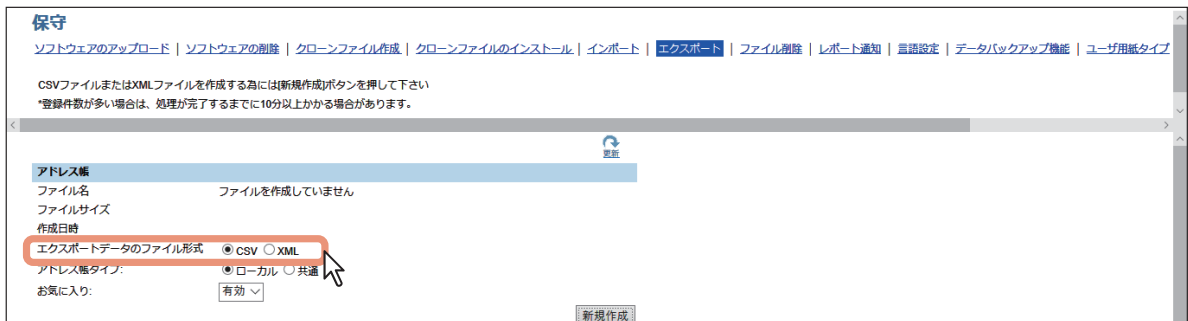 保守
ソフトウェアのアップロード | ソフトウェアの削除 | クローンファイル作成 | クローンファイルのインストール | インポート | エクスポート | ファイル削除 | レポート通知 | 言語設定 | データバックアップ機能 | ユーザ用紙タイプ
CSVファイルまたはXMLファイルを作成する為には[新規作成]ボタンを押して下さい
*登録件数が多い場合は、処理が完了するまでに10分以上かかる場合があります。
更新
アドレス帳
ファイル名 ファイルを作成していません
ファイルサイズ
作成日時
エクスポートデータのファイル形式 CSV XML
アドレス帳タイプ: ローカル 共通
お気に入り: 有効
新規作成